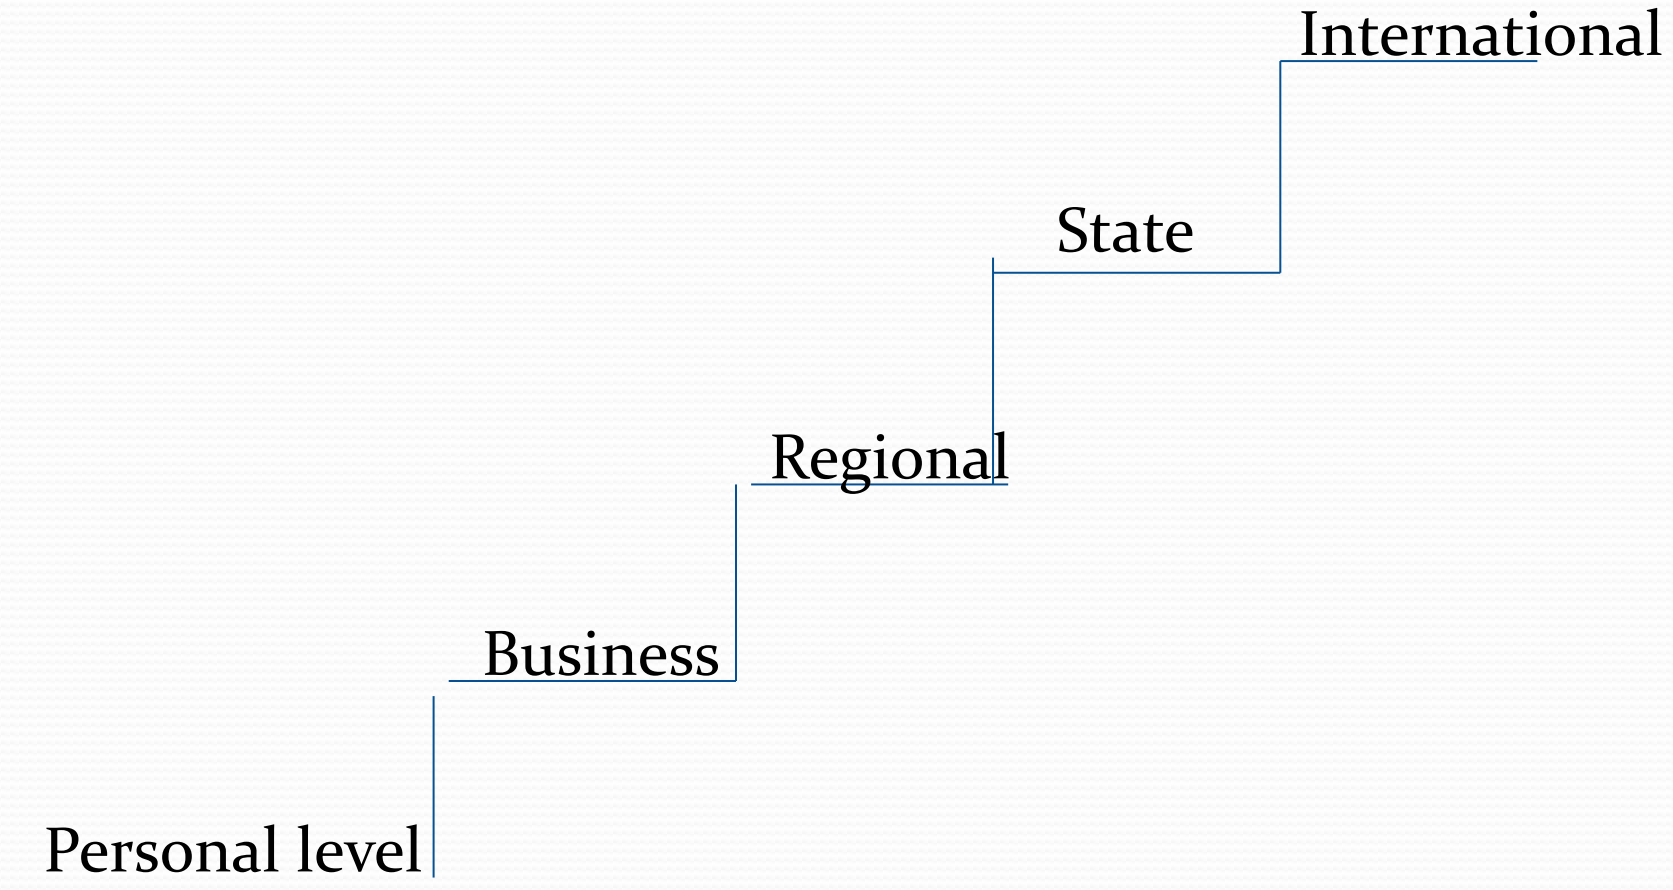 International
State
Regional
Business
Personal level